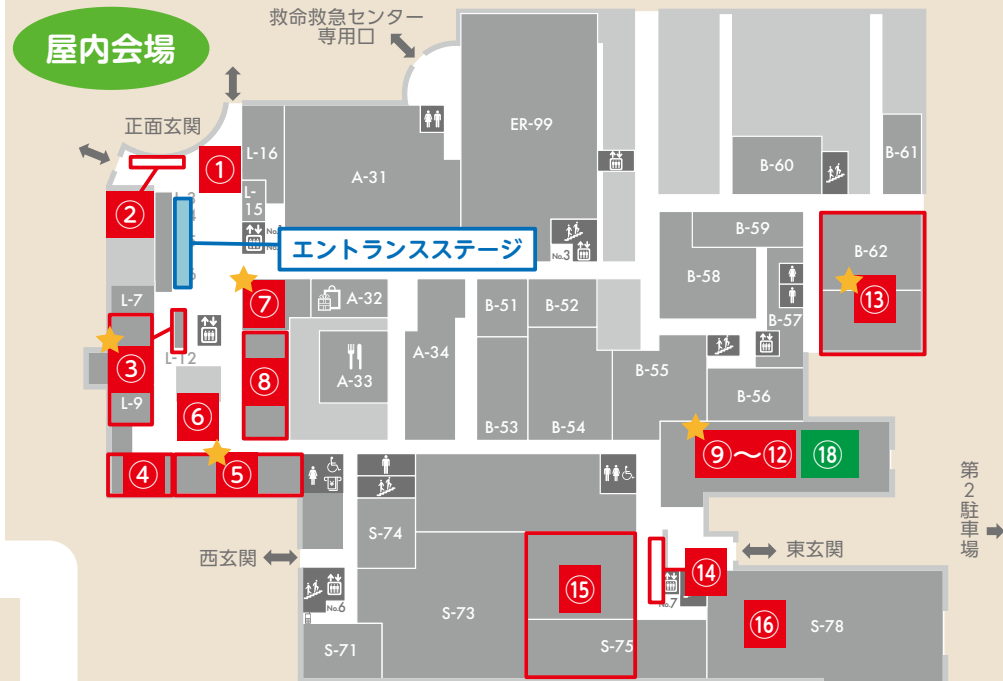 屋内会場
救命救急センター
専用口
正面玄関
①
L-16
A-31
ER-99
B-60
B-61
②
L-
15
エントランスステージ
No.3
B-59
B-58
B-62
⑬
L-7
⑦
A-32
B-51
B-52
B-57
③
L-12
⑧
A-33
A-34
B-55
L-9
⑥
B-53
B-54
B-56
④
⑤
⑨～⑫
⑱
第2駐車場
S-74
西玄関
東玄関
⑮
⑭
No.6
No.7
S-73
⑯
S-78
S-71
S-75